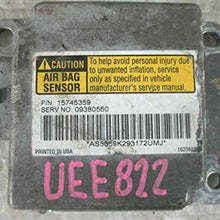 CAUTION
AIR BAG
SENSOR
To help avoid personal injury due
to unwanted inflation, service
only as specified in vehicle
manufacturer's service manual.
P/N 15745359
SERV NO 09380560
*AS5359K293172UMJ*
PRINTED IN USA
UEE822